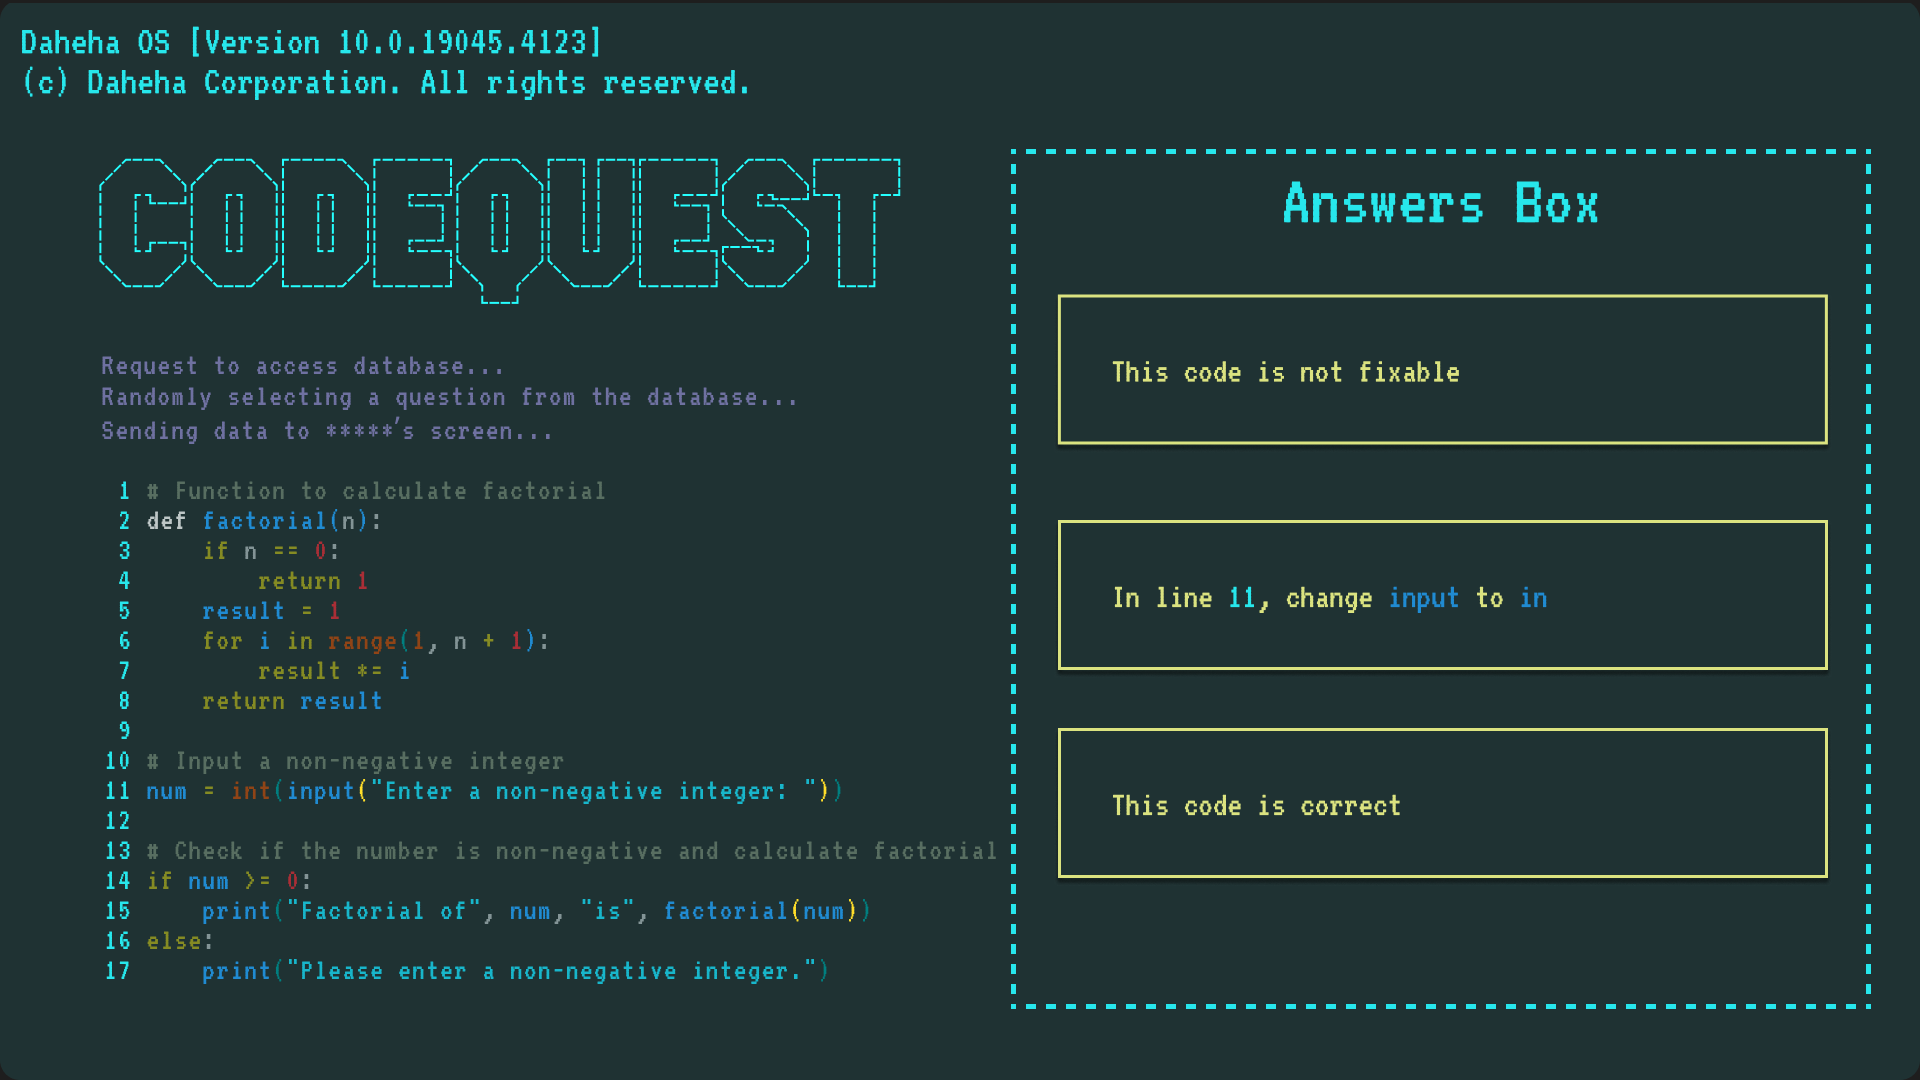 Daheha OS [Version 10.0.19045.4123]
(c) Daheha Corporation. All rights reserved.
CODEQUEST
Request to access database...
Randomly selecting a question from the database...
Sending data to *****'s screen...
1 # Function to calculate factorial
2 def factorial(n):
3     if n == 0:
4         return 1
5     result = 1
6     for i in range(1, n + 1):
7         result *= i
8     return result
9
10 # Input a non-negative integer
11 num = int(input("Enter a non-negative integer: "))
12
13 # Check if the number is non-negative and calculate factorial
14 if num >= 0:
15     print("Factorial of", num, "is", factorial(num))
16 else:
17     print("Please enter a non-negative integer.")
Answers Box
This code is not fixable
In line 11, change input to in
This code is correct